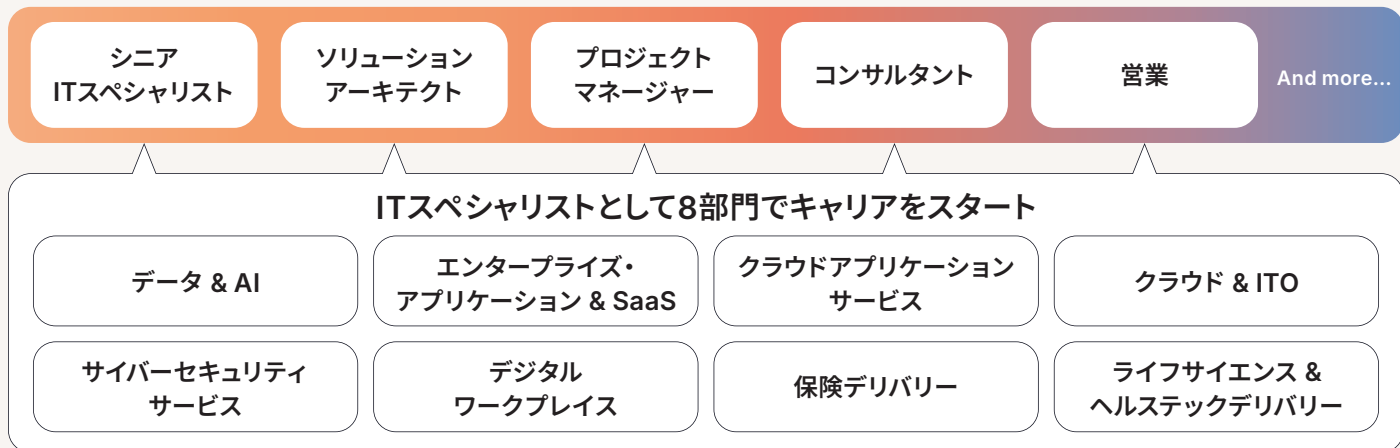 シニア
ITスペシャリスト
ソリューション
アーキテクト
プロジェクト
マネージャー
コンサルタント
営業
And more...
ITスペシャリストとして8部門でキャリアをスタート
データ & AI
エンタープライズ・
アプリケーション & SaaS
クラウドアプリケーション
サービス
クラウド & ITO
サイバーセキュリティ
サービス
デジタル
ワークプレイス
保険デリバリー
ライフサイエンス &
ヘルステックデリバリー